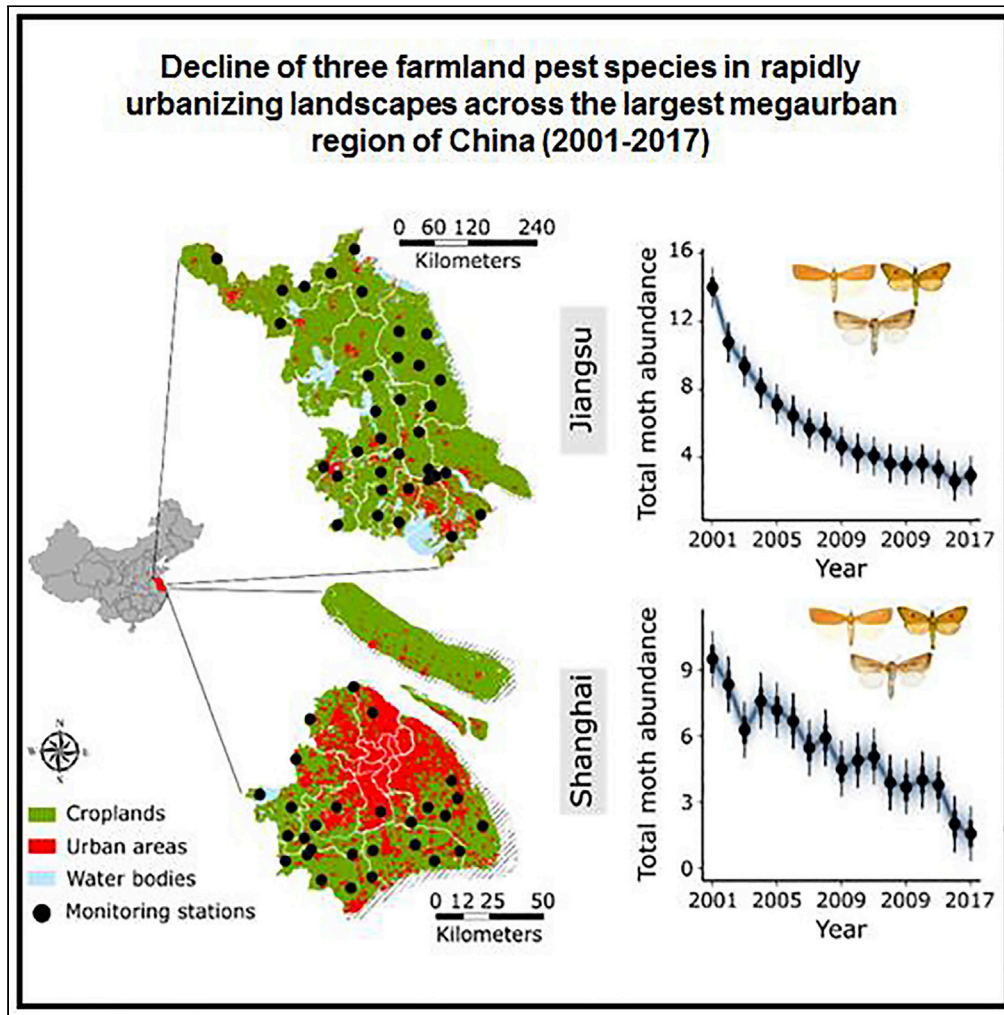 Decline of three farmland pest species in rapidly
urbanizing landscapes across the largest megaurban
region of China (2001-2017)
0 60 120 240
Kilometers
Jiangsu
Total moth abundance
16
12
8
4
2001 2005 2009 2009 2017
Year
Shanghai
Total moth abundance
9
6
3
0
2001 2005 2009 2009 2017
Year
N
W
E
S
Croplands
Urban areas
Water bodies
Monitoring stations
0 12 25 50
Kilometers